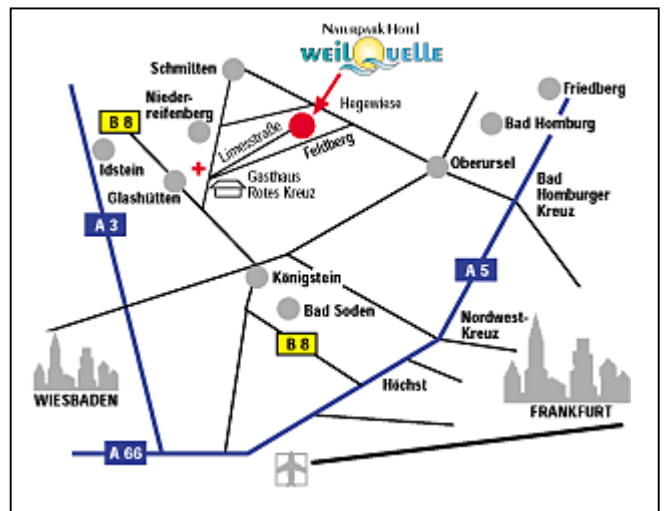 NATURPARK HOTEL
WEILQUELLE
Schmitten
Friedberg
Nieder-
reifenberg
Hegewiese
B 8
Bad Homburg
Limesstraße
Feldberg
Idstein
Oberursel
Glashütten
Gasthaus
Rotes Kreuz
Bad
Homburger
Kreuz
A 3
A 5
Königstein
Bad Soden
Nordwest-
Kreuz
B 8
Höchst
WIESBADEN
FRANKFURT
A 66